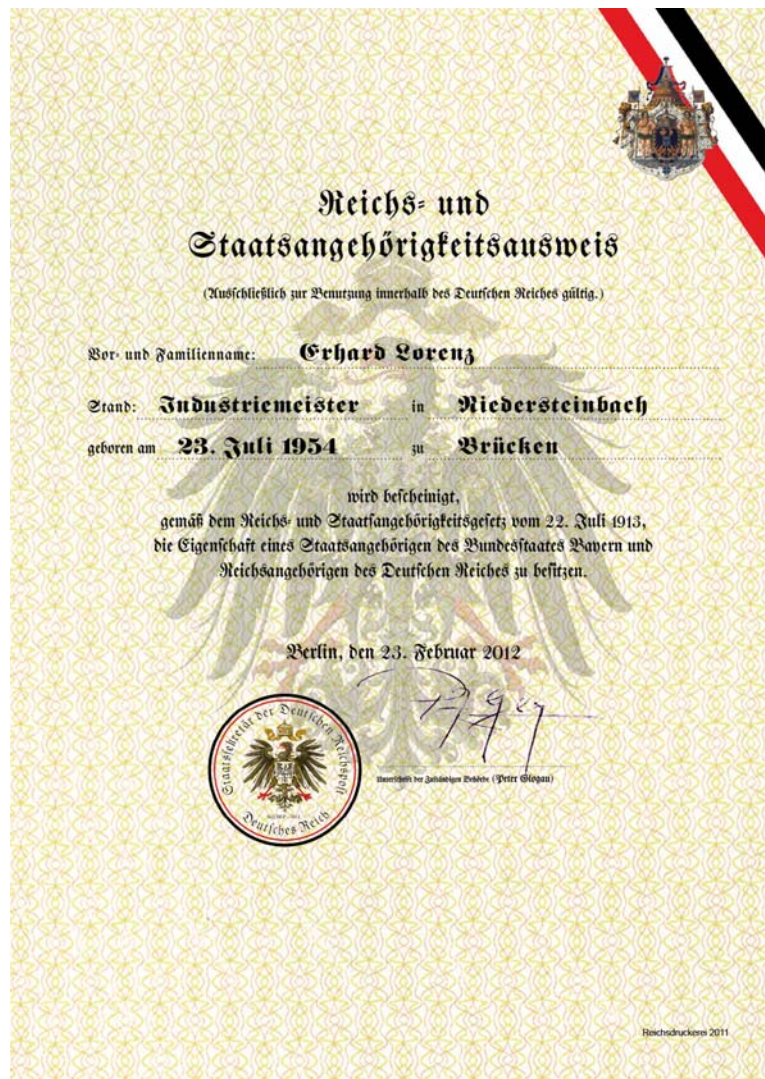 Reichs- und
Staatsangehörigkeitsausweis
(Ausschließlich zur Benutzung innerhalb des Deutschen Reiches gültig.)
Vor- und Familienname: Erhard Lorenz
Stand: Industriemeister in Niedersteinbach
geboren am 23. Juli 1954 zu Brücken
wird bescheinigt,
gemäß dem Reichs- und Staatsangehörigkeitsgesetz vom 22. Juli 1913,
die Eigenschaft eines Staatsangehörigen des Bundesstaates Bayern und
Reichsangehörigen des Deutschen Reiches zu besitzen.
Berlin, den 23. Februar 2012
Staatssekretär der Deutschen Reichspost
Deutsches Reich
Unterschrift der Zuständigen Behörde (Peter Glogau)
Reichsdruckerei 2011